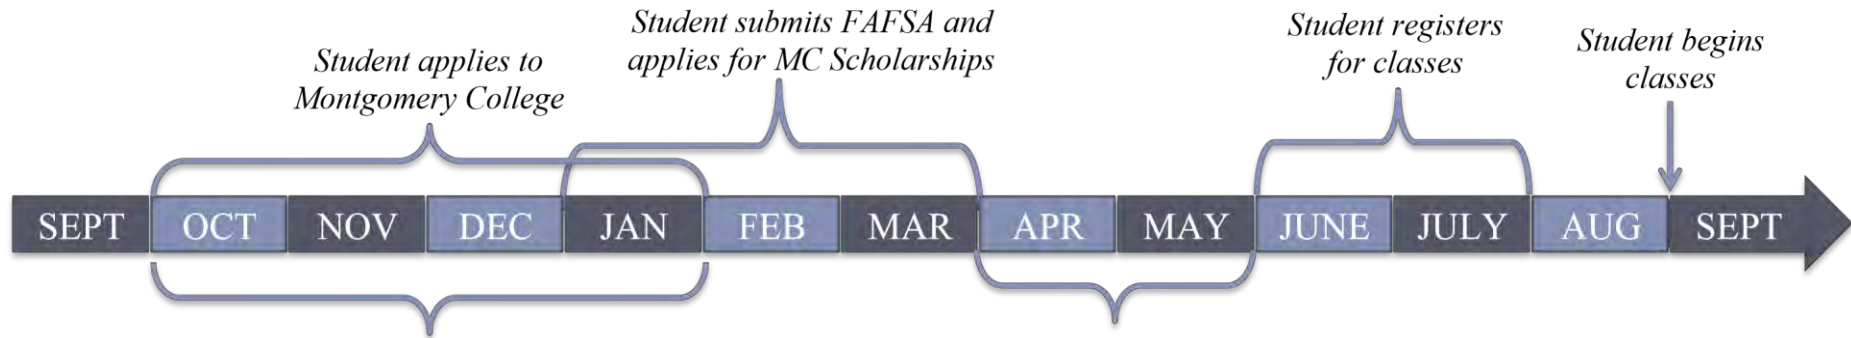 Student submits FAFSA and
applies for MC Scholarships
Student registers
for classes
Student begins
classes
Student applies to
Montgomery College
SEPT OCT NOV DEC JAN FEB MAR APR MAY JUNE JULY AUG SEPT